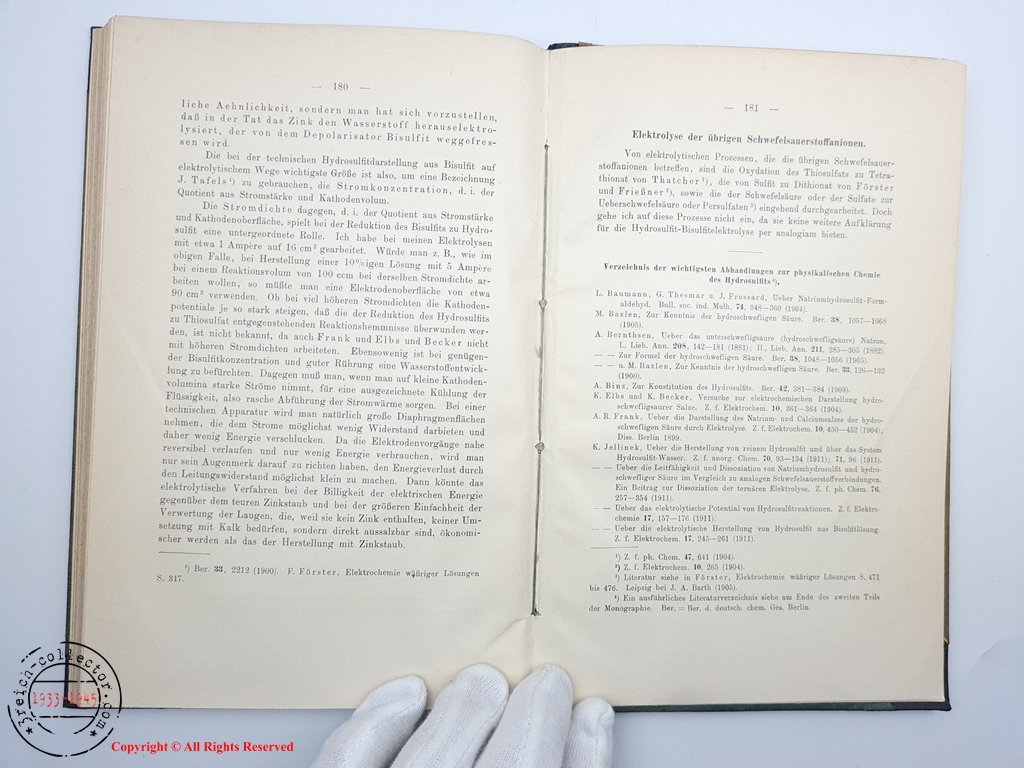 — 180 —
liche Aehnlichkeit, sondern man hat sich vorzustellen,
daß in der Tat das Zink den Wasserstoff herauselektro-
lysiert, der von dem Depolarisator Bisulfit weggefres-
sen wird.
Die bei der technischen Hydrosulfitdarstellung aus Bisulfit auf
elektrolytischem Wege wichtigste Größe ist also, um eine Bezeichnung
J. Tafels¹) zu gebrauchen, die Stromkonzentration, d. i. der
Quotient aus Stromstärke und Kathodenvolum.
Die Stromdichte dagegen, d. i. der Quotient aus Stromstärke
und Kathodenoberfläche, spielt bei der Reduktion des Bisulfits zu Hydro-
sulfit eine untergeordnete Rolle. Ich habe bei meinen Elektrolysen
mit etwa 1 Ampère auf 16 cm² gearbeitet. Würde man z. B., wie im
obigen Falle, bei Herstellung einer 10%igen Lösung mit 5 Ampère
bei einem Reaktionsvolum von 100 ccm bei derselben Stromdichte ar-
beiten wollen, so müßte man eine Elektrodenoberfläche von etwa
90 cm² verwenden. Ob bei viel höheren Stromdichten die Kathoden-
potentiale je so stark steigen, daß die der Reduktion des Hydrosulfits
zu Thiosulfat entgegenstehenden Reaktionshemmnisse überwunden wer-
den, ist nicht bekannt, da auch Frank und Elbs und Becker nicht
mit höheren Stromdichten arbeiteten. Ebensowenig ist bei genügen-
der Bisulfitkonzentration und guter Rührung eine Wasserstoffentwick-
lung zu befürchten. Dagegen muß man, wenn man auf kleine Kathoden-
volumina starke Ströme nimmt, für eine ausgezeichnete Kühlung der
Flüssigkeit, also rasche Abführung der Stromwärme sorgen. Bei einer
technischen Apparatur wird man natürlich große Diaphragmenflächen
nehmen, die dem Strome möglichst wenig Widerstand darbieten und
daher wenig Energie verschlucken. Da die Elektrodenvorgänge nahe
reversibel verlaufen und nur wenig Energie verbrauchen, wird man
nur sein Augenmerk darauf zu richten haben, den Energieverlust durch
den Leitungswiderstand möglichst klein zu machen. Dann könnte das
elektrolytische Verfahren bei der Billigkeit der elektrischen Energie
gegenüber dem teuren Zinkstaub und bei der größeren Einfachheit der
Verwertung der Laugen, die, weil sie kein Zink enthalten, keiner Um-
setzung mit Kalk bedürfen, sondern direkt aussalzbar sind, ökonomi-
scher werden als das der Herstellung mit Zinkstaub.
¹) Ber. 33, 2212 (1900). F. Förster, Elektrochemie wäßriger Lösungen
S. 317.
— 181 —
Elektrolyse der übrigen Schwefelsauerstoffanionen.
Von elektrolytischen Prozessen, die die übrigen Schwefelsauer-
stoffanionen betreffen, sind die Oxydation des Thiosulfats zu Tetra-
thionat von Thatcher¹), die von Sulfit zu Dithionat von Förster
und Frießner²), sowie die der Schwefelsäure oder der Sulfate zur
Ueberschwefelsäure oder Persulfaten³) eingehend durchgearbeitet. Doch
gehe ich auf diese Prozesse nicht ein, da sie keine weitere Aufklärung
für die Hydrosulfit-Bisulfitelektrolyse per analogiam bieten.
Verzeichnis der wichtigsten Abhandlungen zur physikalischen Chemie
des Hydrosulfits⁴).
L. Baumann, G. Thesmar u. J. Frossard, Ueber Natriumhydrosulfit-Form-
aldehyd. Bull. soc. ind. Mulh. 74, 348—360 (1904).
M. Bazlen, Zur Kenntnis der hydroschwefligen Säure. Ber. 38, 1057—1068
(1905).
A. Bernthsen, Ueber das unterschwefligsaure (hydroschwefligsaure) Natron.
I., Lieb. Ann. 208, 142—181 (1881); II., Lieb. Ann. 211, 285—305 (1882).
— — Zur Formel der hydroschwefligen Säure. Ber. 38, 1048—1056 (1905).
— — u. M. Bazlen, Zur Kenntnis der hydroschwefligen Säure. Ber. 33, 126—132
(1900).
A. Binz, Zur Konstitution des Hydrosulfits. Ber. 42, 381—384 (1909).
K. Elbs und K. Becker, Versuche zur elektrochemischen Darstellung hydro-
schwefligsaurer Salze. Z. f. Elektrochem. 10, 361—364 (1904).
A. R. Frank, Ueber die Darstellung des Natrium- und Calciumsalzes der hydro-
schwefligen Säure durch Elektrolyse. Z. f. Elektrochem. 10, 450—452 (1904);
Diss. Berlin 1899.
K. Jellinek, Ueber die Herstellung von reinem Hydrosulfit und über das System
Hydrosulfit-Wasser. Z. f. anorg. Chem. 70, 93—134 (1911); 71, 96 (1911).
— — Ueber die Leitfähigkeit und Dissoziation von Natriumhydrosulfit und hydro-
schwefliger Säure im Vergleich zu analogen Schwefelsauerstoffverbindungen.
Ein Beitrag zur Dissoziation der ternären Elektrolyse. Z. f. ph. Chem. 76,
257—354 (1911).
— — Ueber das elektrolytische Potential von Hydrosulfitreaktionen. Z. f. Elektro-
chemie 17, 157—176 (1911).
— — Ueber die elektrolytische Herstellung von Hydrosulfit aus Bisulfitlösung.
Z. f. Elektrochem. 17, 245—261 (1911).
¹) Z. f. ph. Chem. 47, 641 (1904).
²) Z. f. Elektrochem. 10, 265 (1904).
³) Literatur siehe in Förster, Elektrochemie wäßriger Lösungen S. 471
bis 476. Leipzig bei J. A. Barth (1905).
⁴) Ein ausführliches Literaturverzeichnis siehe am Ende des zweiten Teils
der Monographie. Ber. = Ber. d. deutsch. chem. Ges. Berlin.
3reich-collector.com
1933-1945
Copyright © All Rights Reserved